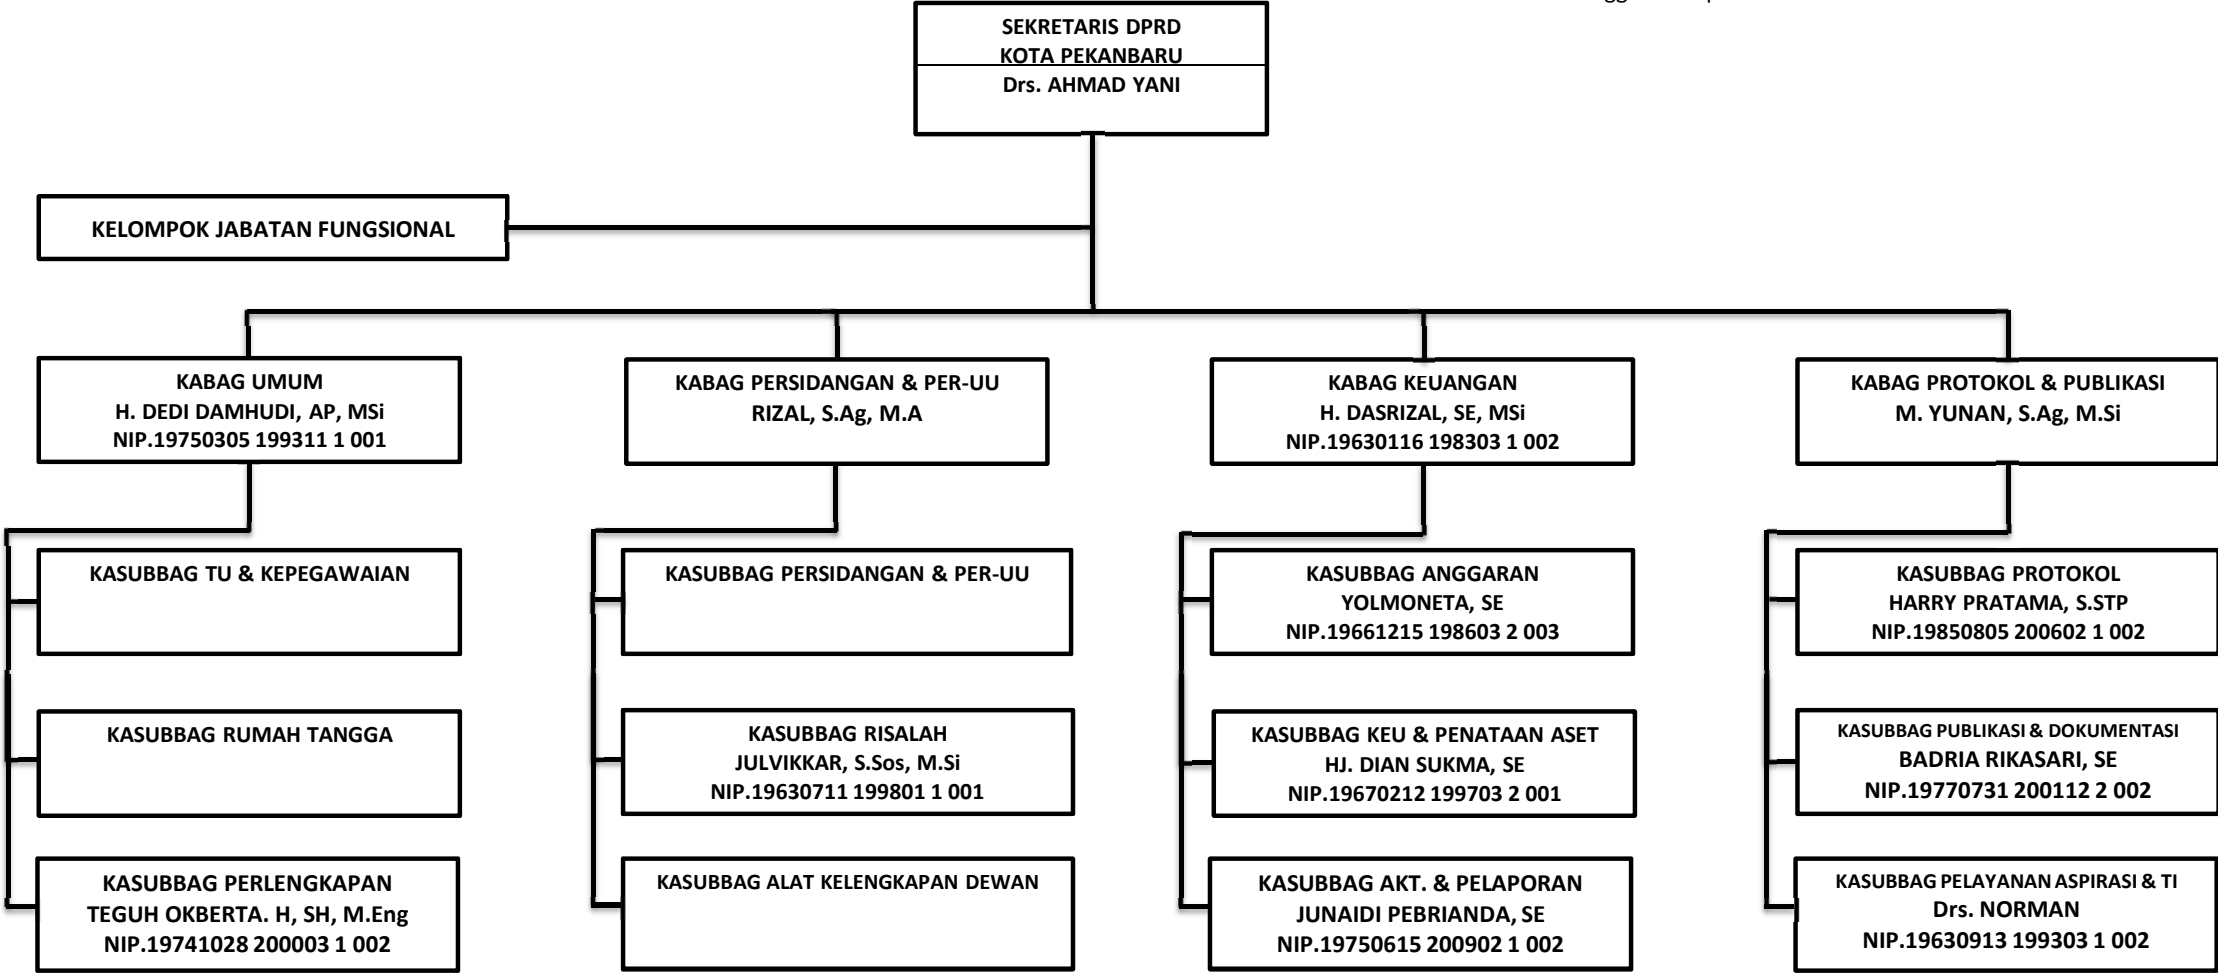 SEKRETARIS DPRD
KOTA PEKANBARU
Drs. AHMAD YANI
KELOMPOK JABATAN FUNGSIONAL
KABAG UMUM
H. DEDI DAMHUDI, AP, MSi
NIP.19750305 199311 1 001
KABAG PERSIDANGAN & PER-UU
RIZAL, S.Ag, M.A
KABAG KEUANGAN
H. DASRIZAL, SE, MSi
NIP.19630116 198303 1 002
KABAG PROTOKOL & PUBLIKASI
M. YUNAN, S.Ag, M.Si
KASUBBAG TU & KEPEGAWAIAN
KASUBBAG PERSIDANGAN & PER-UU
KASUBBAG ANGGARAN
YOLMONETA, SE
NIP.19661215 198603 2 003
KASUBBAG PROTOKOL
HARRY PRATAMA, S.STP
NIP.19850805 200602 1 002
KASUBBAG RUMAH TANGGA
KASUBBAG RISALAH
JULVIKKAR, S.Sos, M.Si
NIP.19630711 199801 1 001
KASUBBAG KEU & PENATAAN ASET
HJ. DIAN SUKMA, SE
NIP.19670212 199703 2 001
KASUBBAG PUBLIKASI & DOKUMENTASI
BADRIA RIKASARI, SE
NIP.19770731 200112 2 002
KASUBBAG PERLENGKAPAN
TEGUH OKBERTA. H, SH, M.Eng
NIP.19741028 200003 1 002
KASUBBAG ALAT KELENGKAPAN DEWAN
KASUBBAG AKT. & PELAPORAN
JUNAIDI PEBRIANDA, SE
NIP.19750615 200902 1 002
KASUBBAG PELAYANAN ASPIRASI & TI
Drs. NORMAN
NIP.19630913 199303 1 002